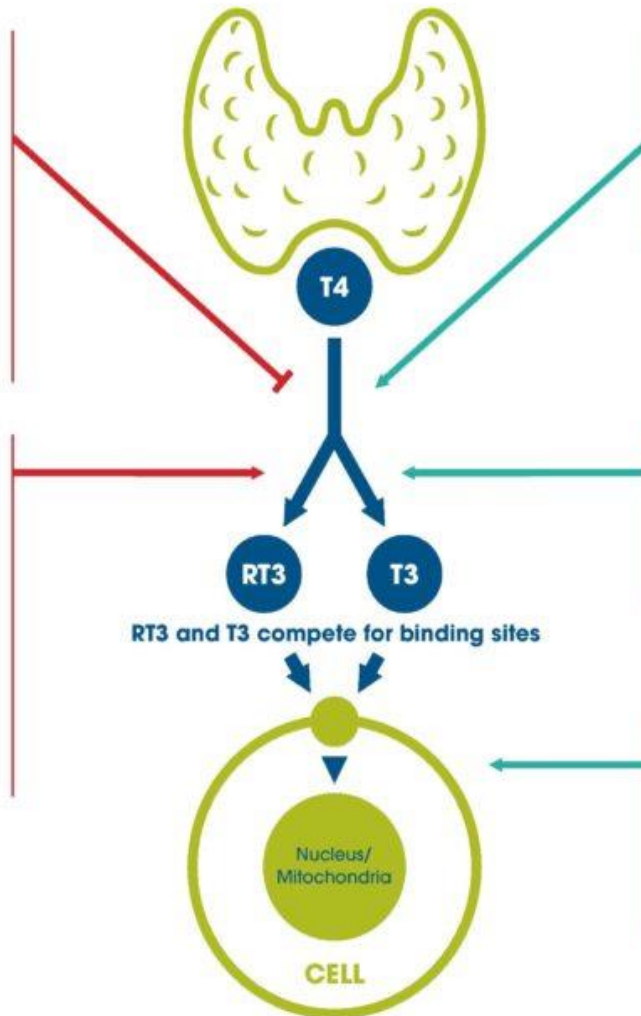 T4
RT3
T3
RT3 and T3 compete for binding sites
Nucleus/
Mitochondria
CELL